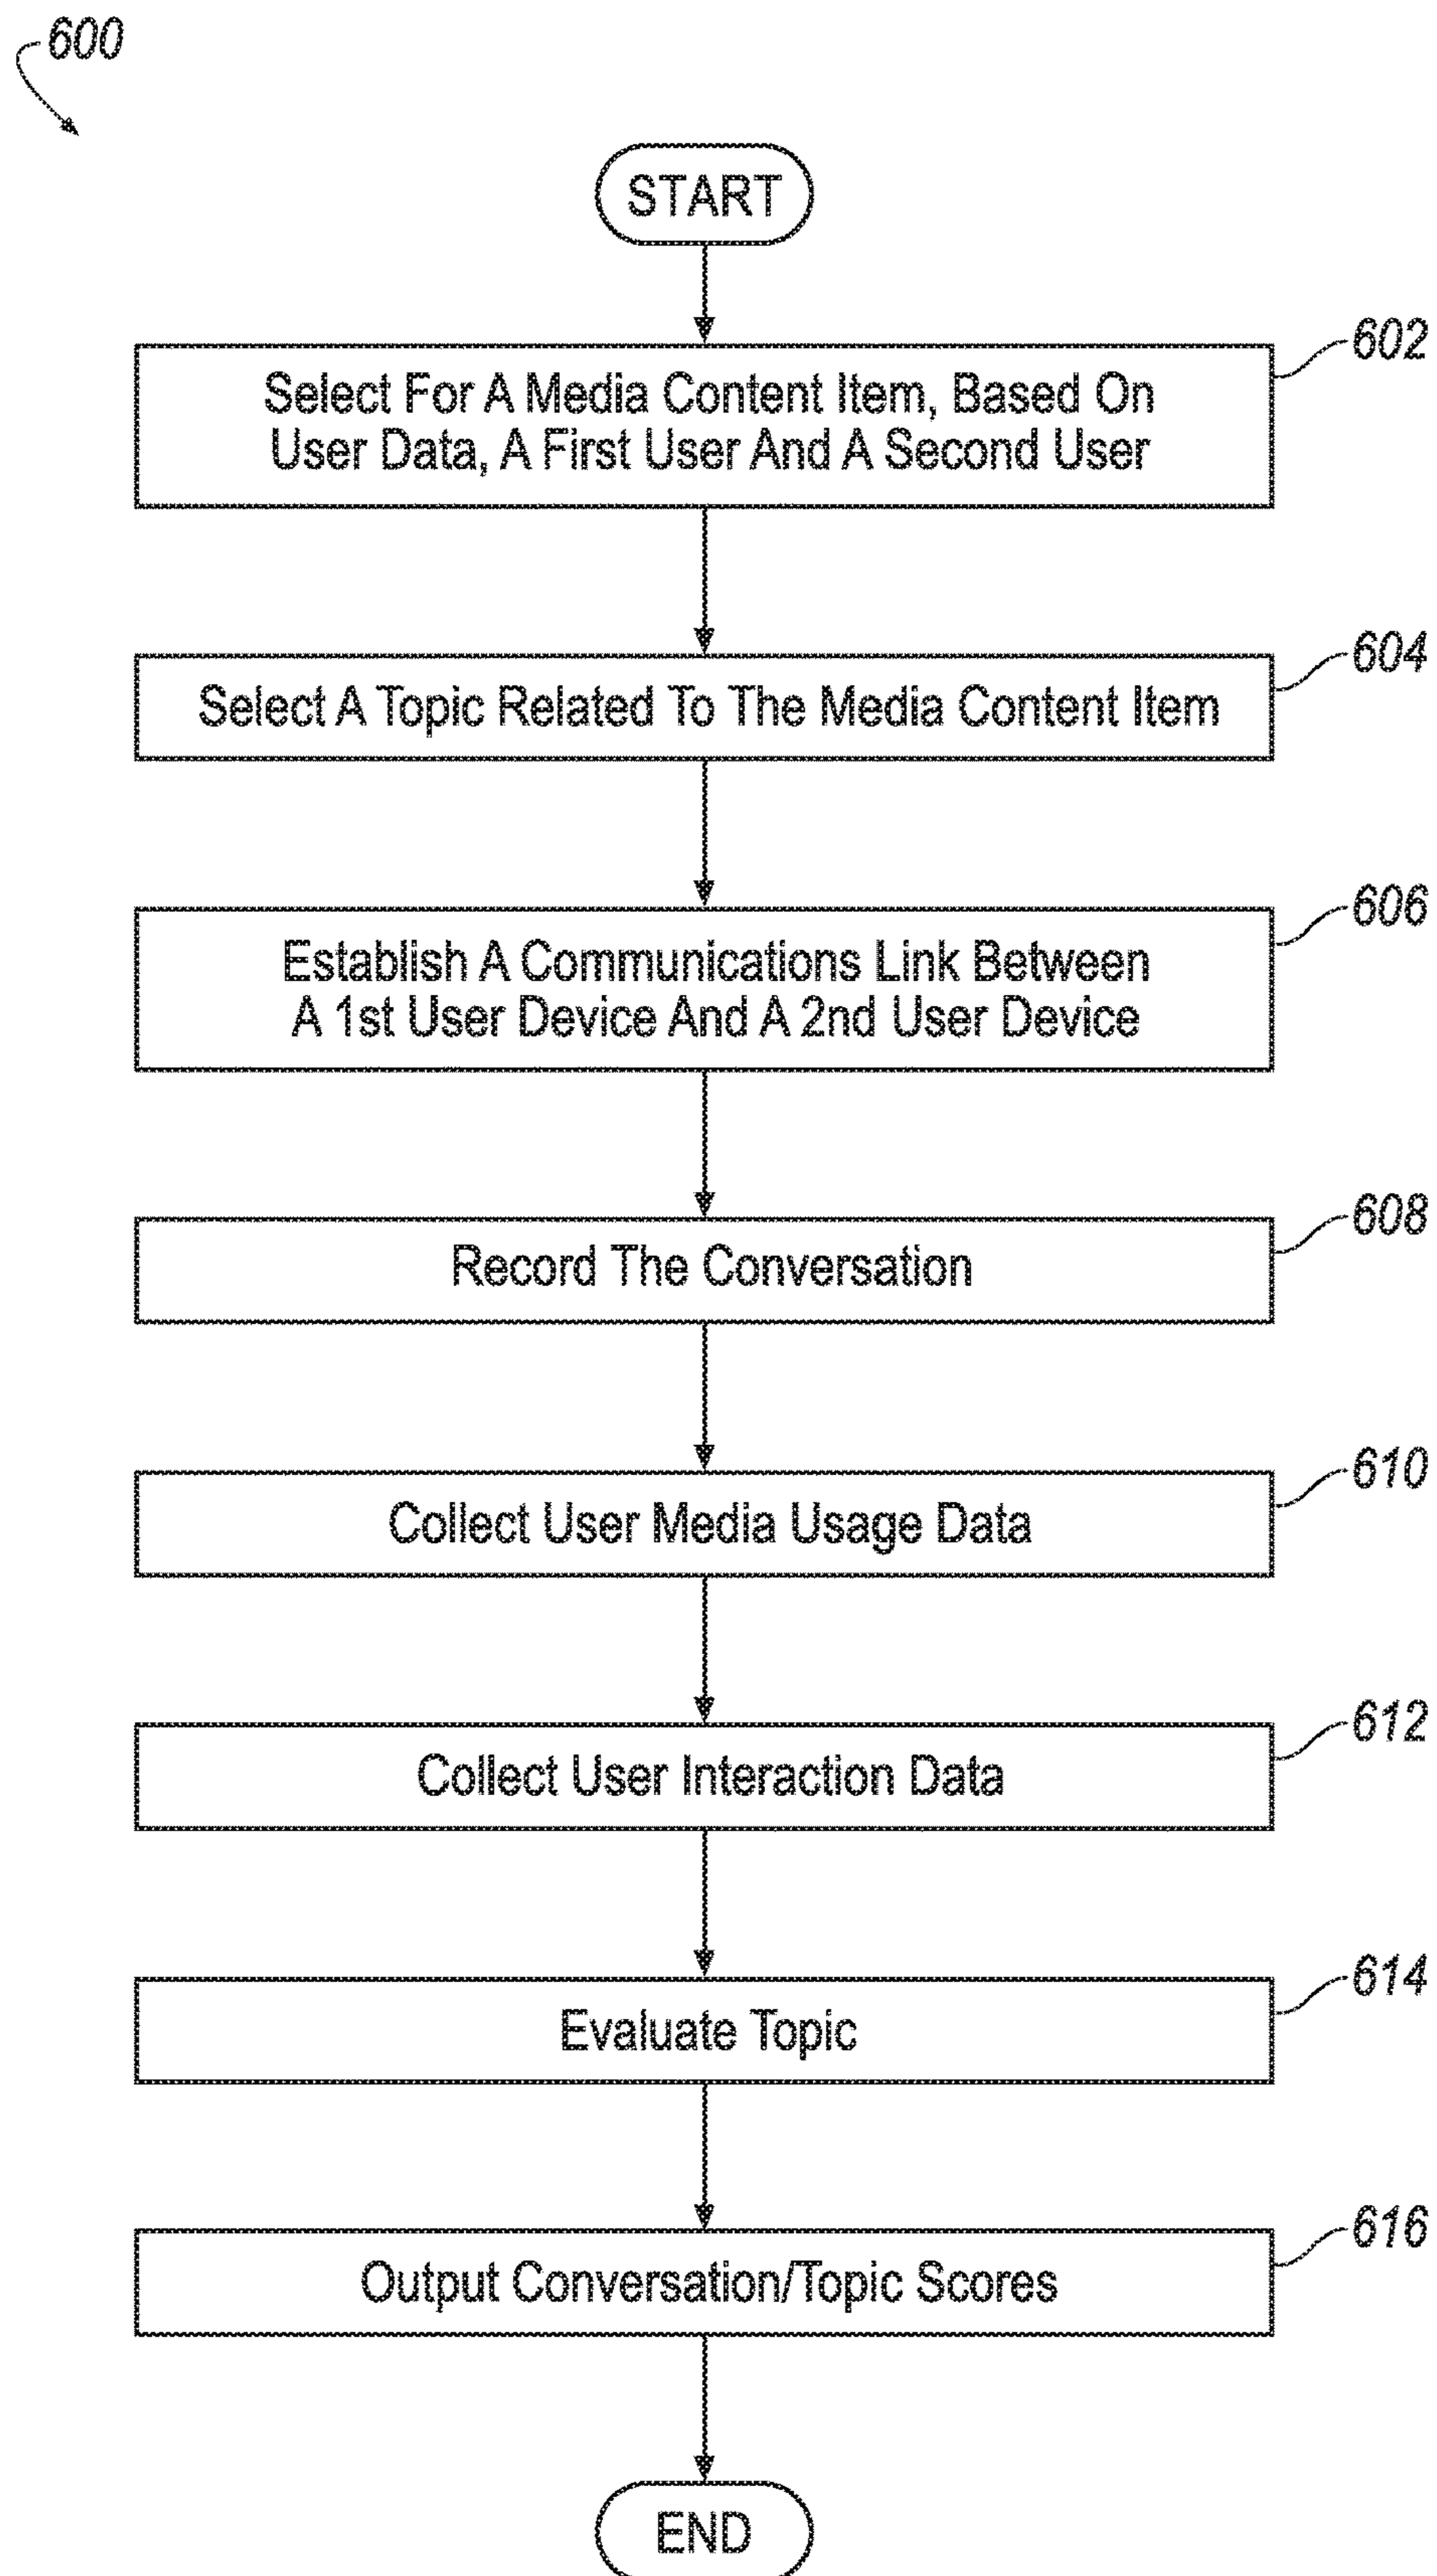 600
START
602
Select For A Media Content Item, Based On
User Data, A First User And A Second User
604
Select A Topic Related To The Media Content Item
606
Establish A Communications Link Between
A 1st User Device And A 2nd User Device
608
Record The Conversation
610
Collect User Media Usage Data
612
Collect User Interaction Data
614
Evaluate Topic
616
Output Conversation/Topic Scores
END